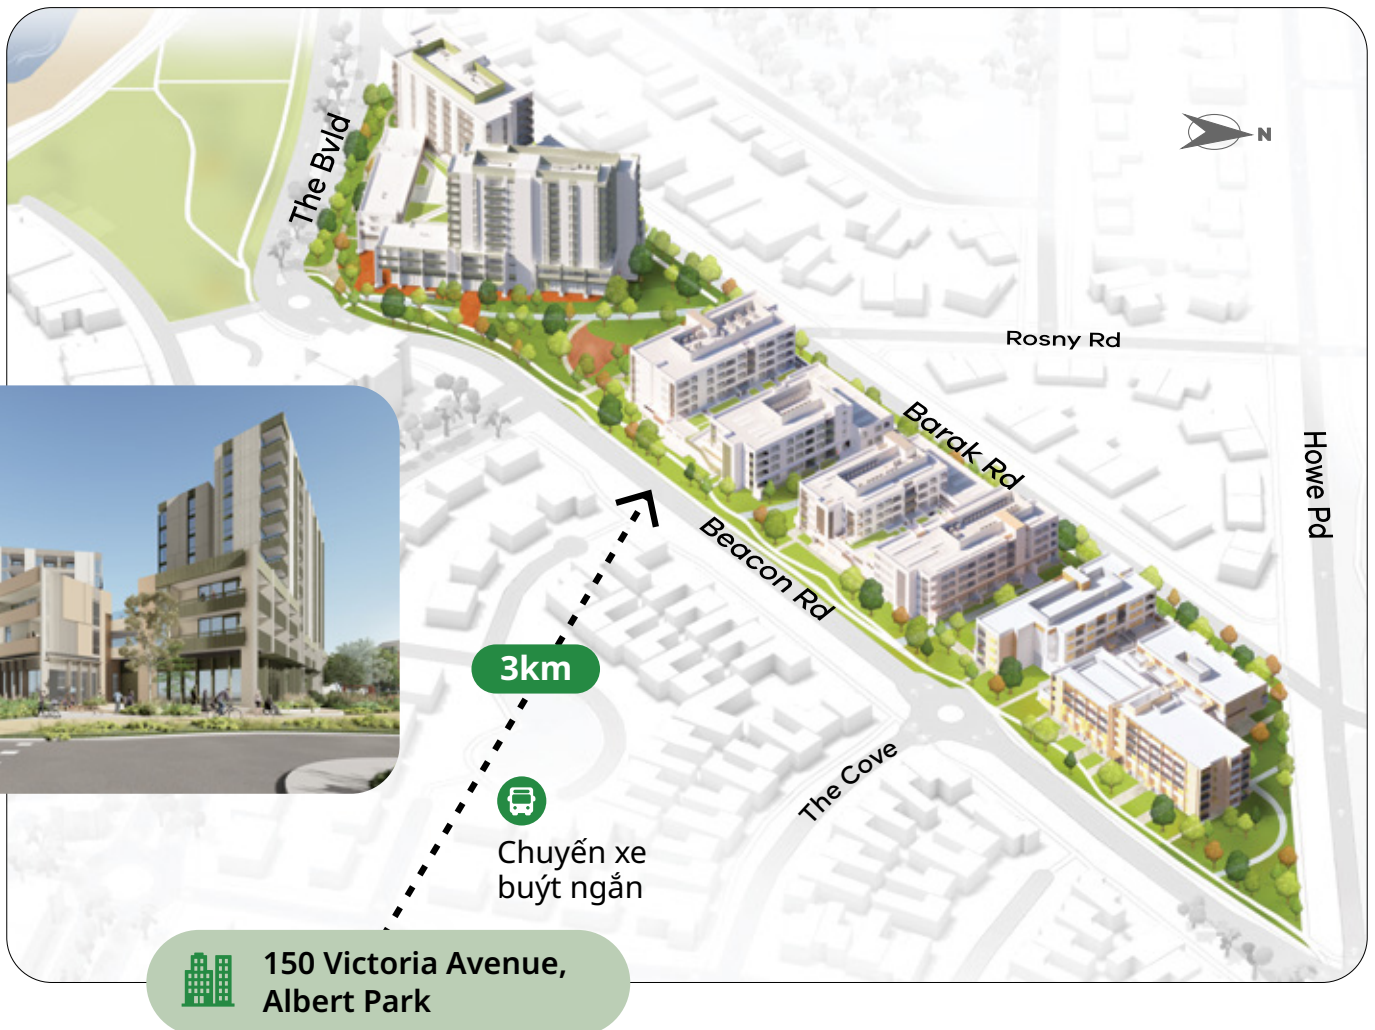 The Bvld
N
Rosny Rd
Barak Rd
Howe Pd
Beacon Rd
3km
The Cove
Chuyến xe
buýt ngắn
150 Victoria Avenue,
Albert Park